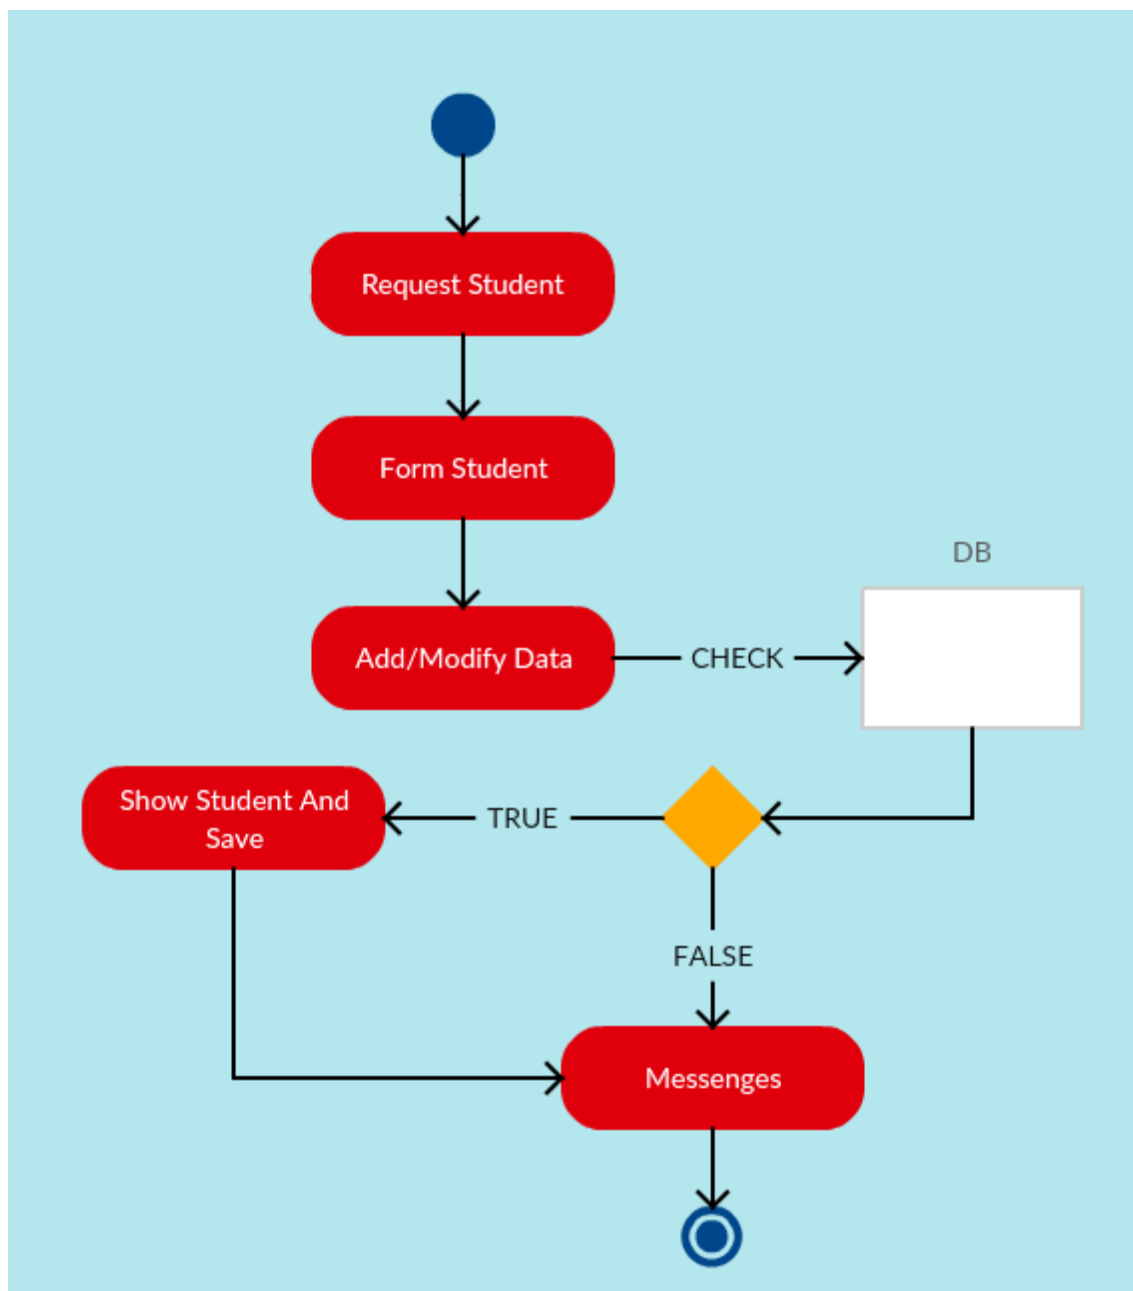 Request Student
Form Student
DB
Add/Modify Data
CHECK
Show Student And
Save
TRUE
FALSE
Messenges